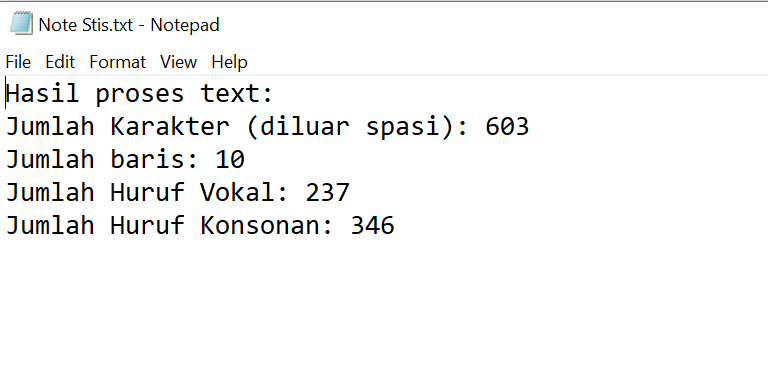 Note Stis.txt - Notepad
File Edit Format View Help
Hasil proses text:
Jumlah Karakter (diluar spasi): 603
Jumlah baris: 10
Jumlah Huruf Vokal: 237
Jumlah Huruf Konsonan: 346